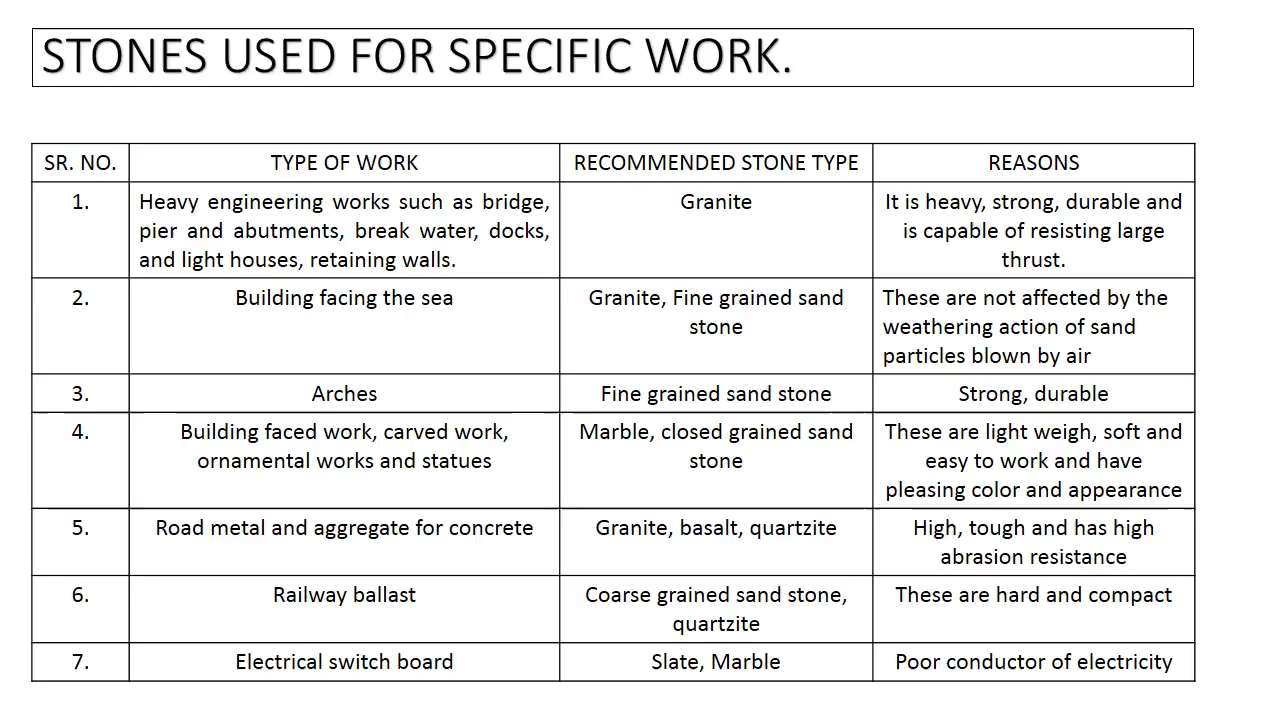 STONES USED FOR SPECIFIC WORK.
SR. NO. TYPE OF WORK RECOMMENDED STONE TYPE REASONS
1. Heavy engineering works such as bridge, Granite It is heavy, strong, durable and
pier and abutments, break water, docks, is capable of resisting large
and light houses, retaining walls. thrust.
2. Building facing the sea Granite, Fine grained sand These are not affected by the
stone weathering action of sand
particles blown by air
3. Arches Fine grained sand stone Strong, durable
4. Building faced work, carved work, Marble, closed grained sand These are light weigh, soft and
ornamental works and statues stone easy to work and have
pleasing color and appearance
5. Road metal and aggregate for concrete Granite, basalt, quartzite High, tough and has high
abrasion resistance
6. Railway ballast Coarse grained sand stone, These are hard and compact
quartzite
7. Electrical switch board Slate, Marble Poor conductor of electricity